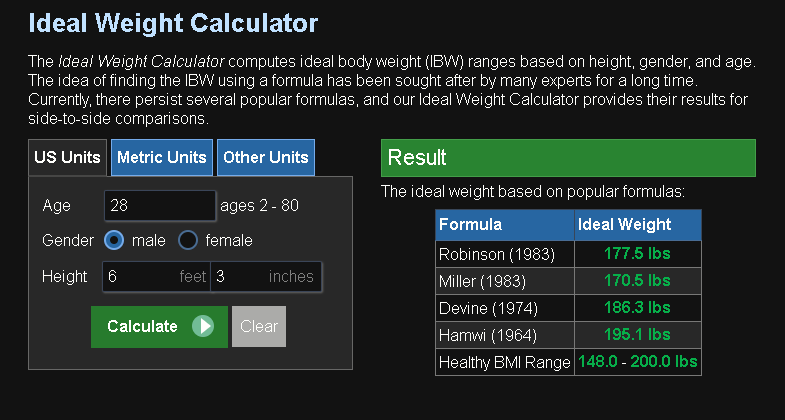 Ideal Weight Calculator
The Ideal Weight Calculator computes ideal body weight (IBW) ranges based on height, gender, and age.
The idea of finding the IBW using a formula has been sought after by many experts for a long time.
Currently, there persist several popular formulas, and our Ideal Weight Calculator provides their results for
side-to-side comparisons.
US Units Metric Units Other Units
Age 28 ages 2 - 80
Gender male female
Height 6 feet 3 inches
Calculate Clear
Result
The ideal weight based on popular formulas:
Formula Ideal Weight
Robinson (1983) 177.5 lbs
Miller (1983) 170.5 lbs
Devine (1974) 186.3 lbs
Hamwi (1964) 195.1 lbs
Healthy BMI Range 148.0 - 200.0 lbs